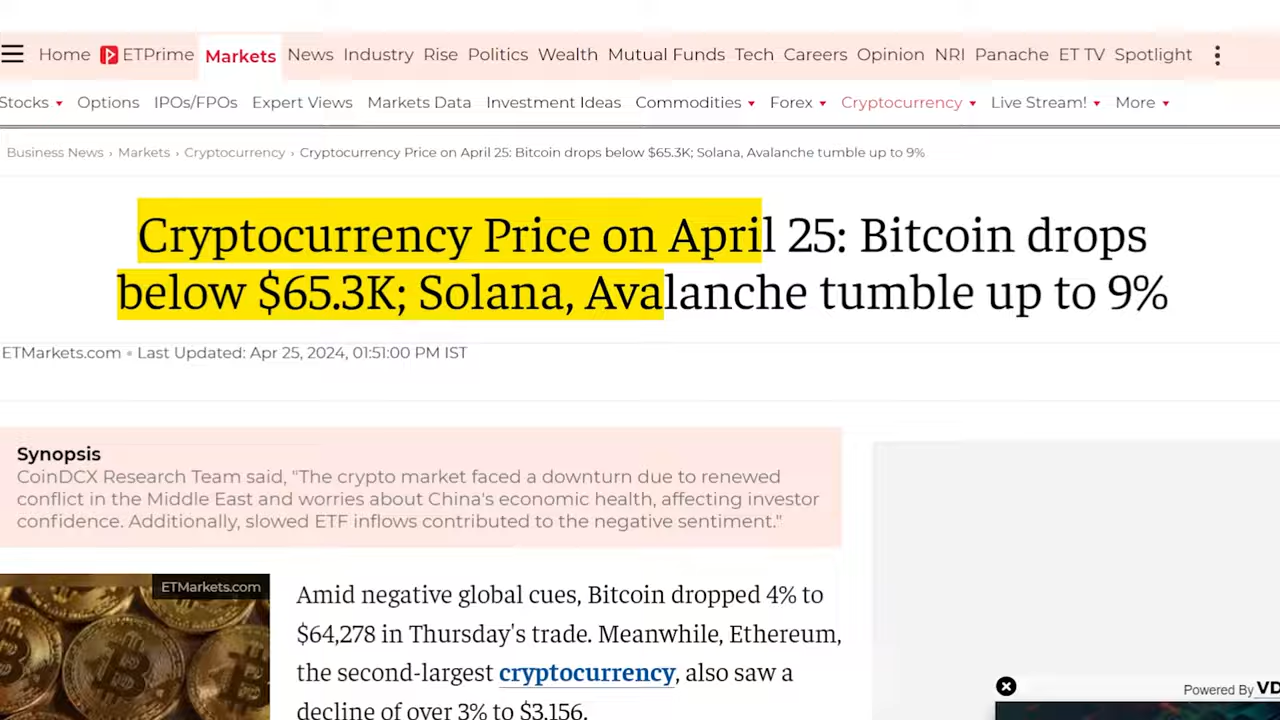 Home ETPrime Markets News Industry Rise Politics Wealth Mutual Funds Tech Careers Opinion NRI Panache ET TV Spotlight
Stocks Options IPOs/FPOs Expert Views Markets Data Investment Ideas Commodities Forex Cryptocurrency Live Stream! More
Business News › Markets › Cryptocurrency › Cryptocurrency Price on April 25: Bitcoin drops below $65.3K; Solana, Avalanche tumble up to 9%
Cryptocurrency Price on April 25: Bitcoin drops
below $65.3K; Solana, Avalanche tumble up to 9%
ETMarkets.com • Last Updated: Apr 25, 2024, 01:51:00 PM IST
Synopsis
CoinDCX Research Team said, "The crypto market faced a downturn due to renewed
conflict in the Middle East and worries about China's economic health, affecting investor
confidence. Additionally, slowed ETF inflows contributed to the negative sentiment."
ETMarkets.com
Amid negative global cues, Bitcoin dropped 4% to
$64,278 in Thursday's trade. Meanwhile, Ethereum,
the second-largest cryptocurrency, also saw a
decline of over 3% to $3,156.
Powered By VD